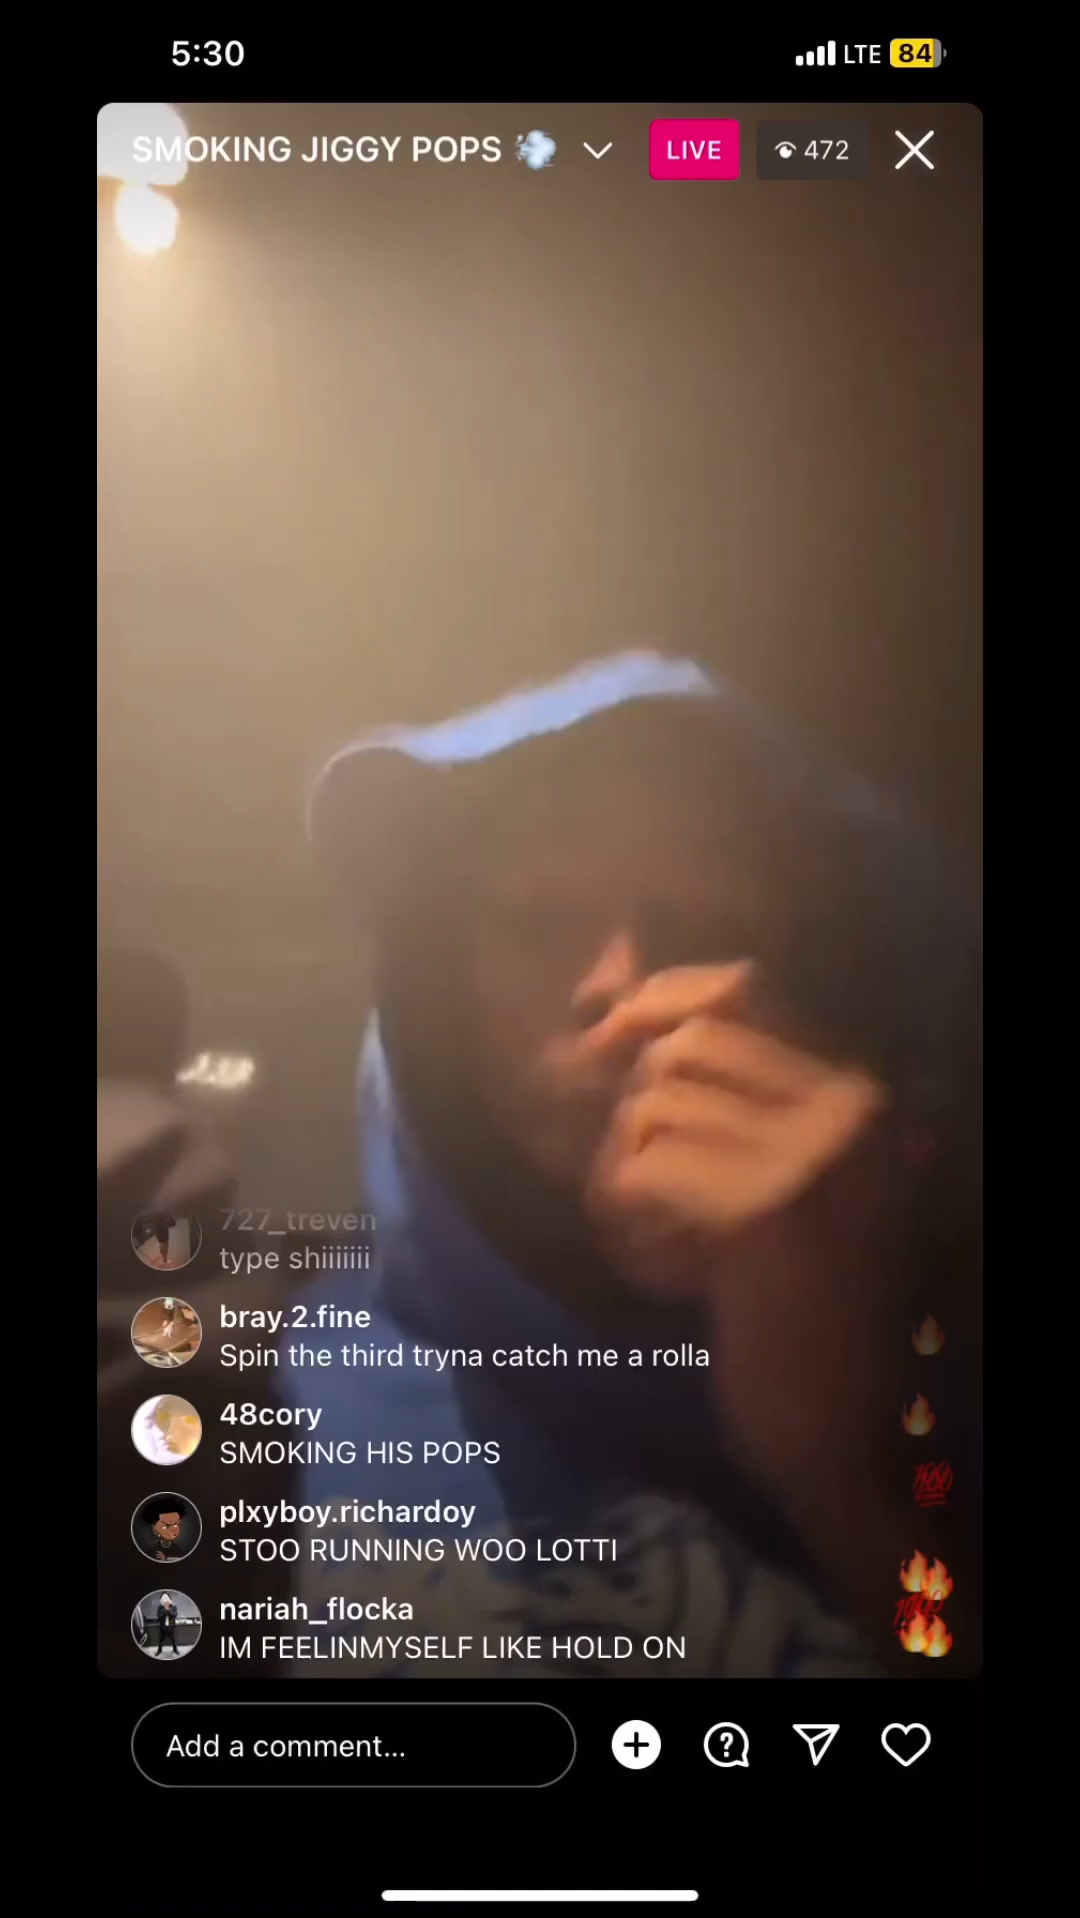 5:30
LTE
84
SMOKING JIGGY POPS 💨
LIVE
472
727_treven
type shiiiiiii
bray.2.fine
Spin the third tryna catch me a rolla
48cory
SMOKING HIS POPS
plxyboy.richardoy
STOO RUNNING WOO LOTTI
nariah_flocka
IM FEELINMYSELF LIKE HOLD ON
Add a comment...